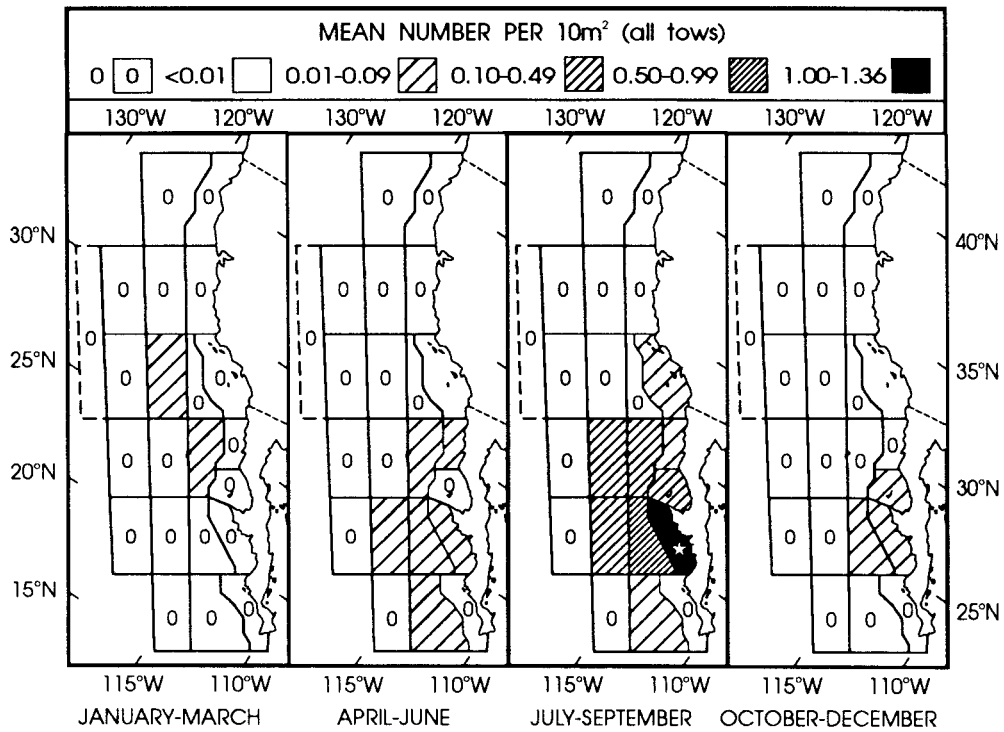 MEAN NUMBER PER 10m² (all tows)
0 0 <0.01 0.01-0.09 0.10-0.49 0.50-0.99 1.00-1.36
130°W 120°W 130°W 120°W 130°W 120°W 130°W 120°W
0 0 0 0 0 0 0 0
30°N 40°N
0 0 0 0 0 0 0 0 0 0 0 0
0 0 0 0
25°N 35°N
0 0 0 0 0 0 0 0
0 0 0 0
0 0 0 0 0 0 0 0
20°N 30°N
0 0
0 0 0 0 0 0 0 0
15°N 25°N
0 0 0 0 0 0 0 0 0
115°W 110°W 115°W 110°W 115°W 110°W 115°W 110°W
JANUARY-MARCH APRIL-JUNE JULY-SEPTEMBER OCTOBER-DECEMBER